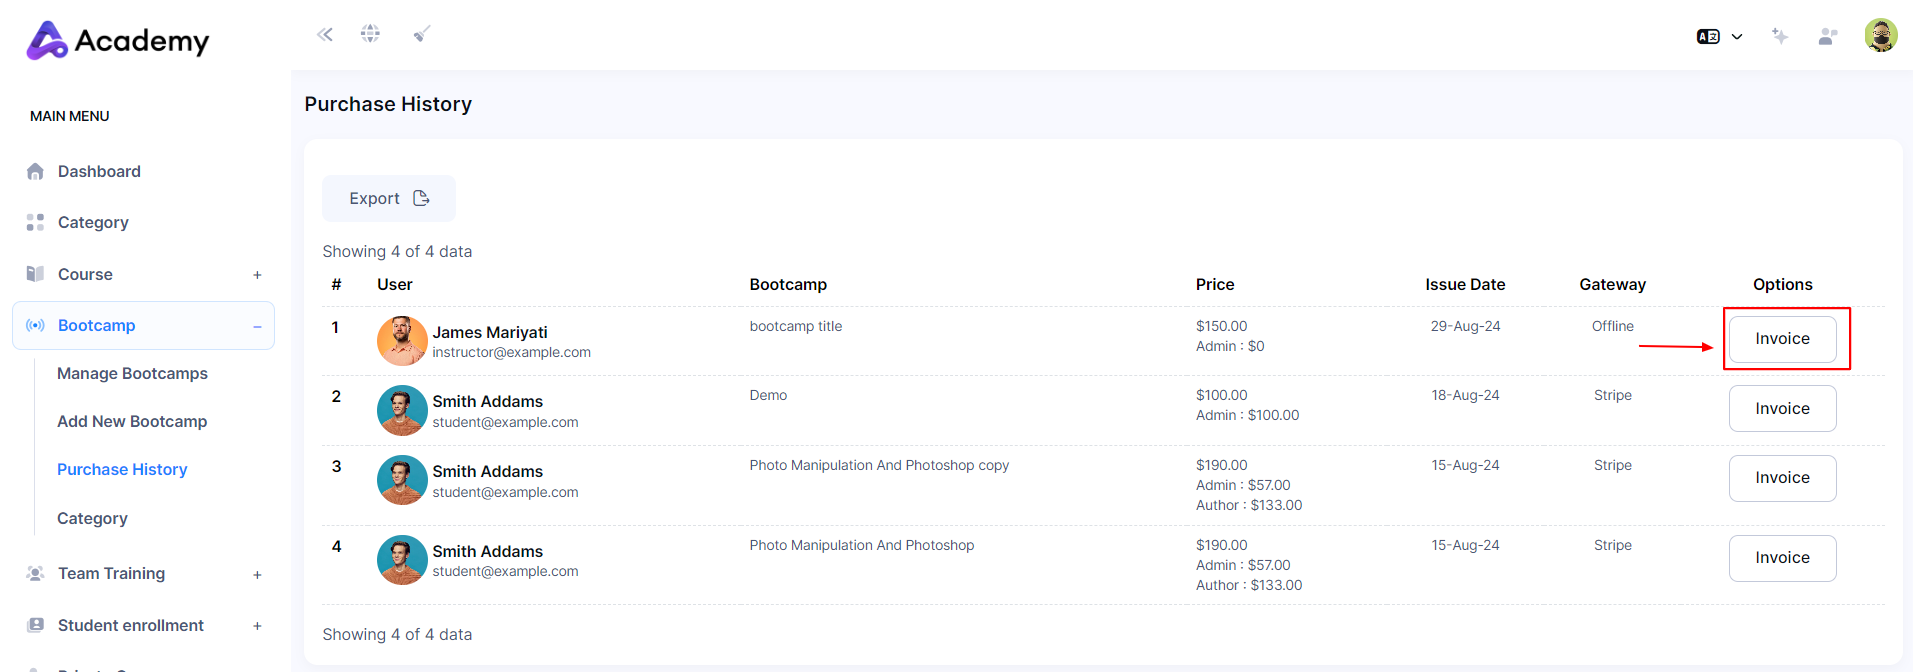 Academy
MAIN MENU
Dashboard
Category
Course +
Bootcamp –
Manage Bootcamps
Add New Bootcamp
Purchase History
Category
Team Training +
Student enrollment +
Purchase History
Export
Showing 4 of 4 data
# User Bootcamp Price Issue Date Gateway Options
1 James Mariyati bootcamp title $150.00 29-Aug-24 Offline Invoice
instructor@example.com Admin : $0
2 Smith Addams Demo $100.00 18-Aug-24 Stripe Invoice
student@example.com Admin : $100.00
3 Smith Addams Photo Manipulation And Photoshop copy $190.00 15-Aug-24 Stripe Invoice
student@example.com Admin : $57.00
Author : $133.00
4 Smith Addams Photo Manipulation And Photoshop $190.00 15-Aug-24 Stripe Invoice
student@example.com Admin : $57.00
Author : $133.00
Showing 4 of 4 data